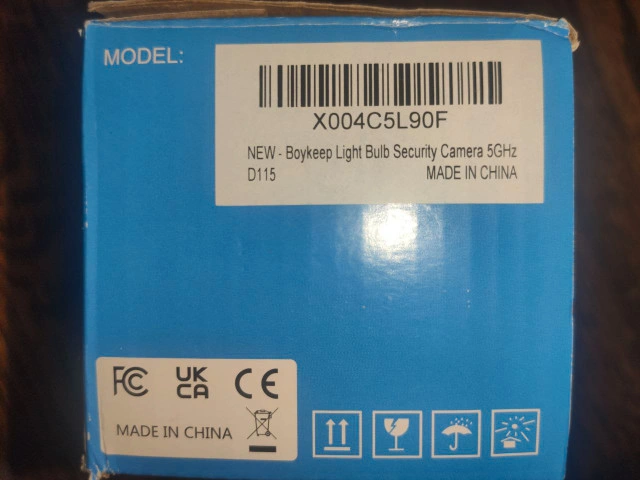 MODEL:
X004C5L90F
NEW - Boykeep Light Bulb Security Camera 5GHz
D115 MADE IN CHINA
FC UK CA CE
MADE IN CHINA